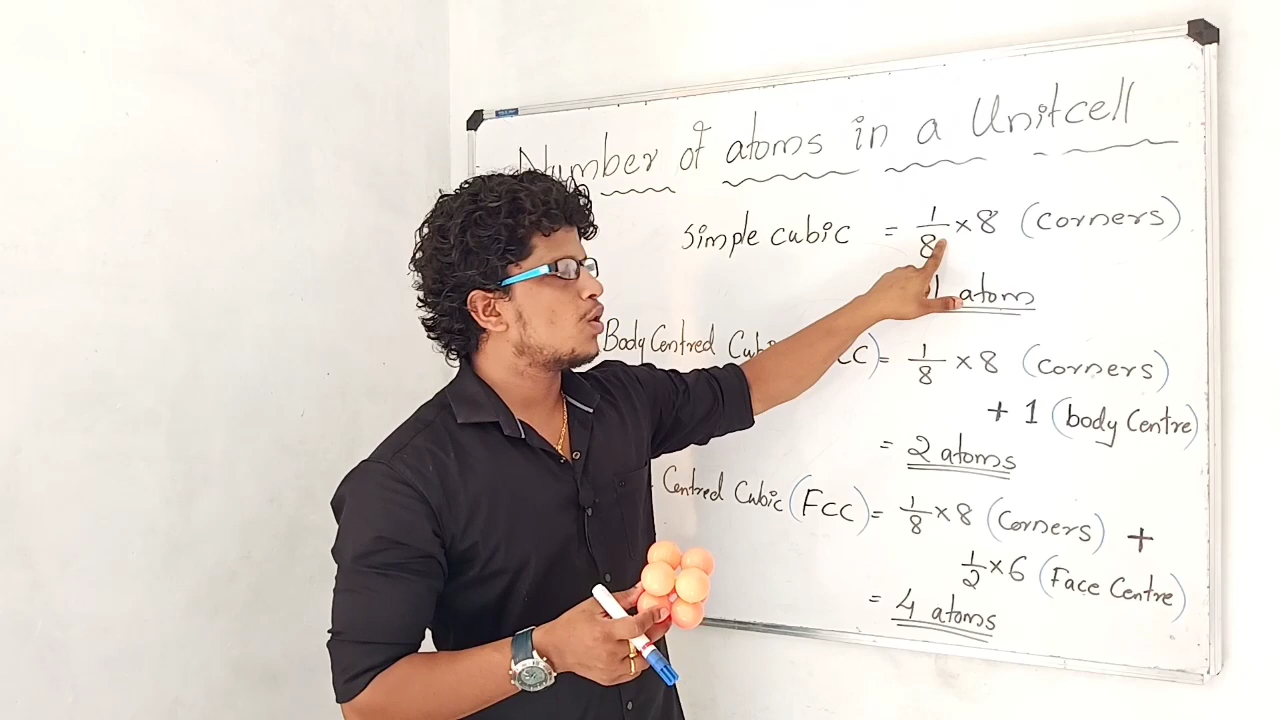 Number of atoms in a Unitcell
Simple cubic = 1/8 × 8 (corners)
1 atom
Body Centred Cubic CC) = 1/8 × 8 (corners)
+ 1 (body Centre)
= 2 atoms
Centred Cubic (FCC) = 1/8 × 8 (Corners) +
1/2 × 6 (Face Centre)
= 4 atoms